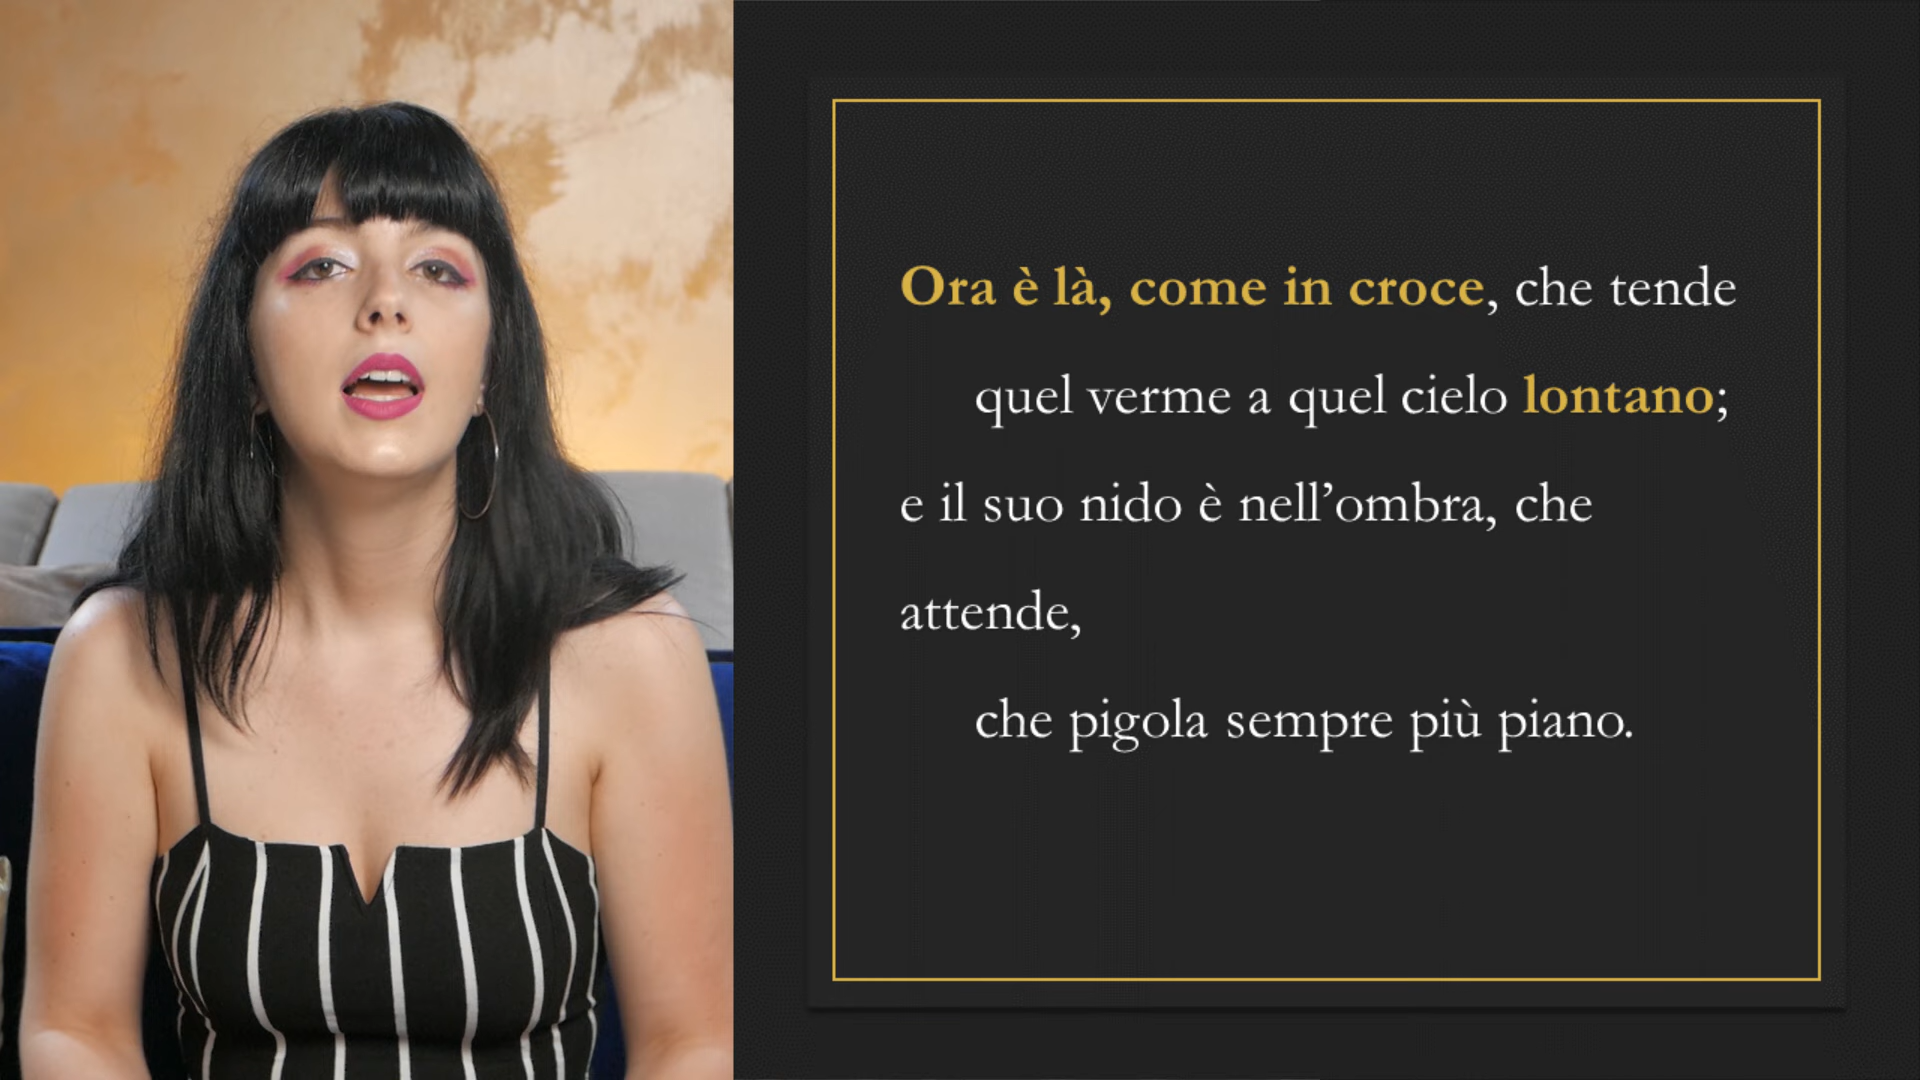 Ora è là, come in croce, che tende
quel verme a quel cielo lontano;
e il suo nido è nell’ombra, che
attende,
che pigola sempre più piano.